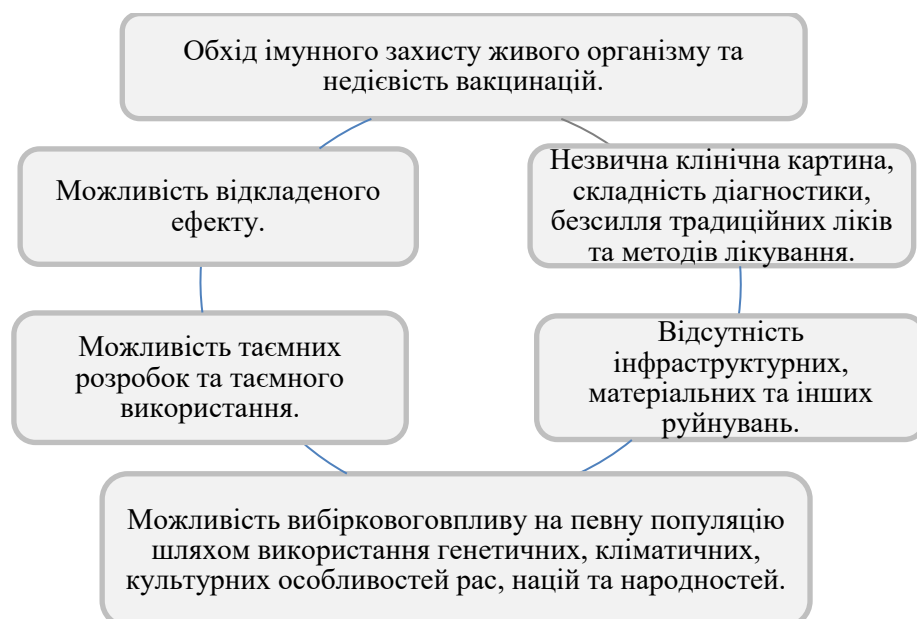 Обхід імунного захисту живого організму та
недієвість вакцинацій.
Можливість відкладеного
ефекту.
Незвична клінічна картина,
складність діагностики,
безсилля традиційних ліків
та методів лікування.
Можливість таємних
розробок та таємного
використання.
Відсутність
інфраструктурних,
матеріальних та інших
руйнувань.
Можливість вибірковоговпливу на певну популяцію
шляхом використання генетичних, кліматичних,
культурних особливостей рас, націй та народностей.